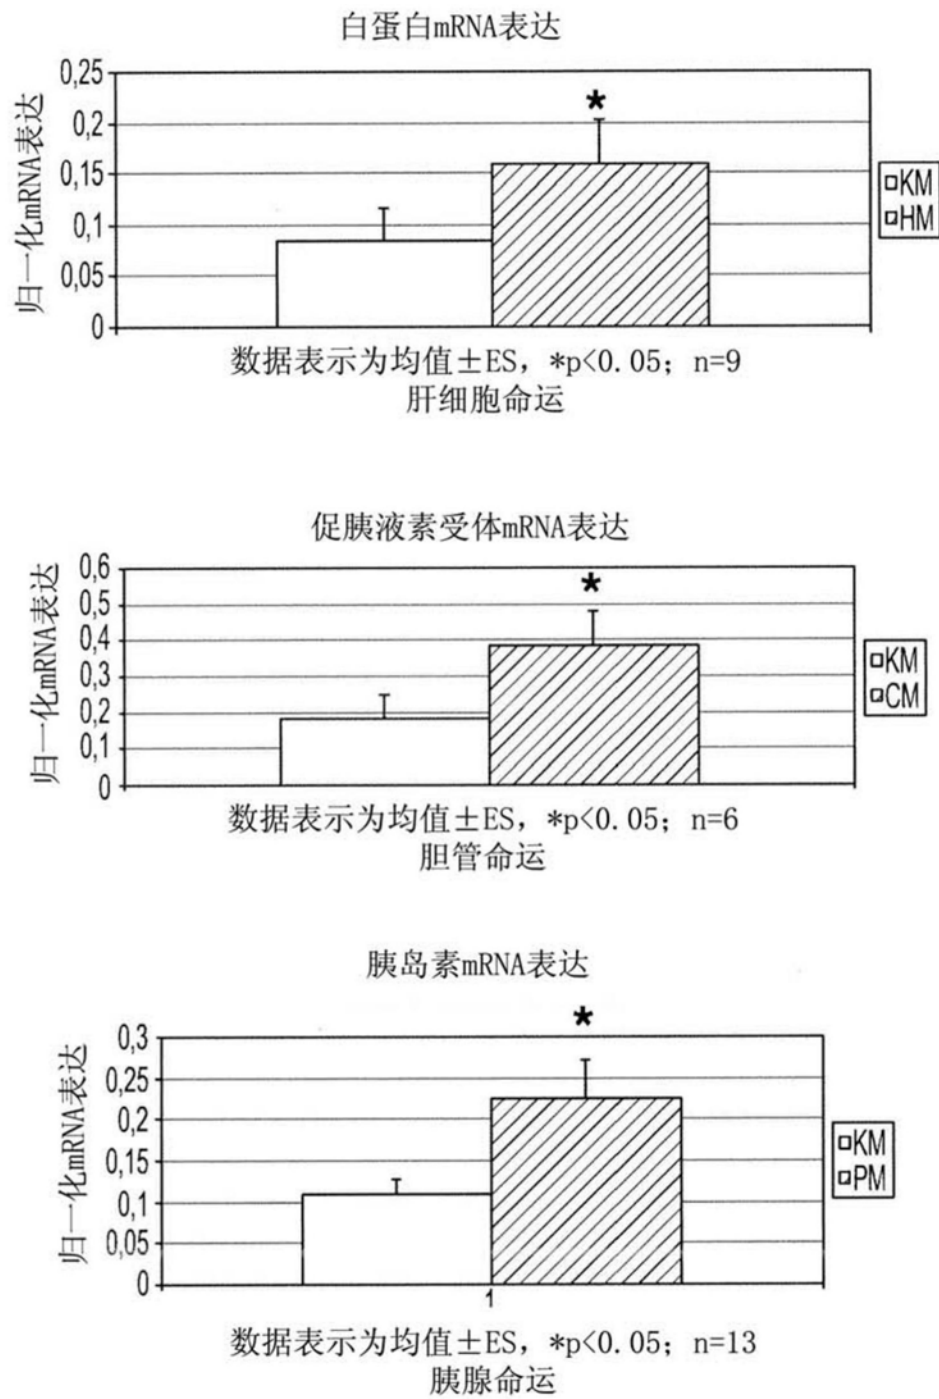 白蛋白mRNA表达
归一化mRNA表达
0,25
0,2
0,15
0,1
0,05
0
*
□KM
HM
数据表示为均值±ES, *p<0.05; n=9
肝细胞命运
促胰液素受体mRNA表达
归一化mRNA表达
0,6
0,5
0,4
0,3
0,2
0,1
0
*
□KM
CM
数据表示为均值±ES, *p<0.05; n=6
胆管命运
胰岛素mRNA表达
归一化mRNA表达
0,3
0,25
0,2
0,15
0,1
0,05
0
*
1
□KM
PM
数据表示为均值±ES, *p<0.05; n=13
胰腺命运